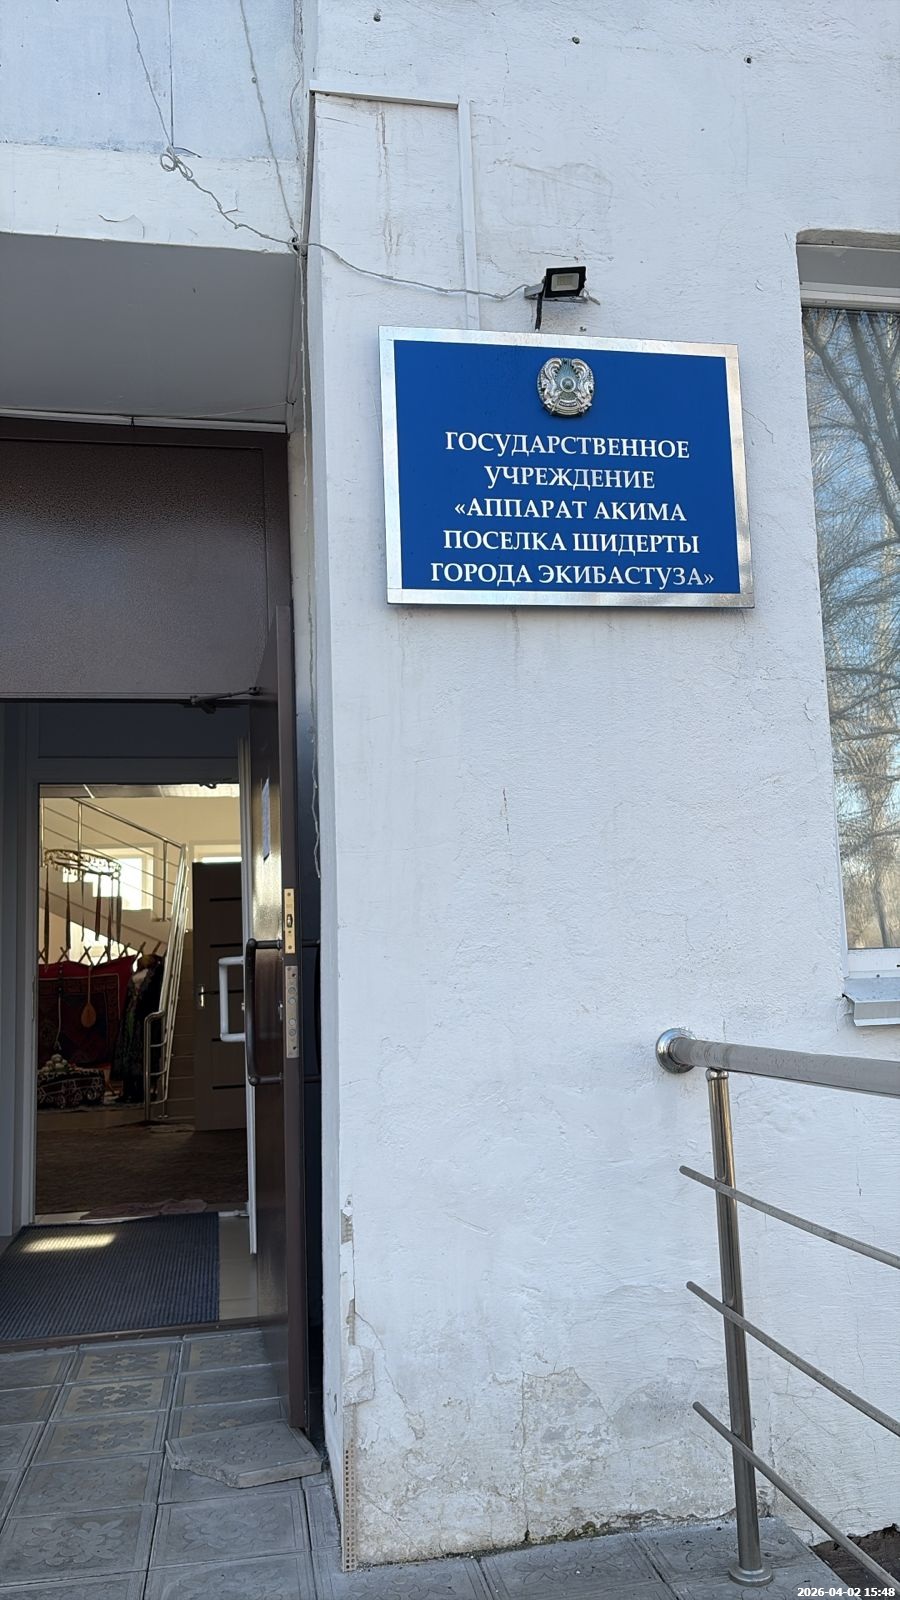 ГОСУДАРСТВЕННОЕ
УЧРЕЖДЕНИЕ
«АППАРАТ АКИМА
ПОСЕЛКА ШИДЕРТЫ
ГОРОДА ЭКИБАСТУЗА»
2026-04-02 15:48